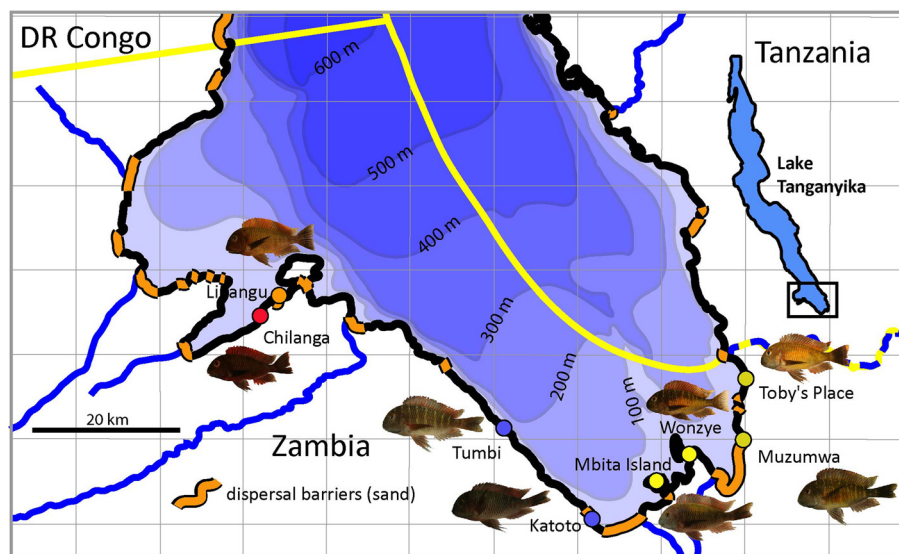 DR Congo
Tanzania
600 m
500 m
400 m
300 m
200 m
100 m
Lake
Tanganyika
Linangu
Chilanga
20 km
Zambia
dispersal barriers (sand)
Tumbi
Katoto
Mbita Island
Wonzye
Toby's Place
Muzumwa